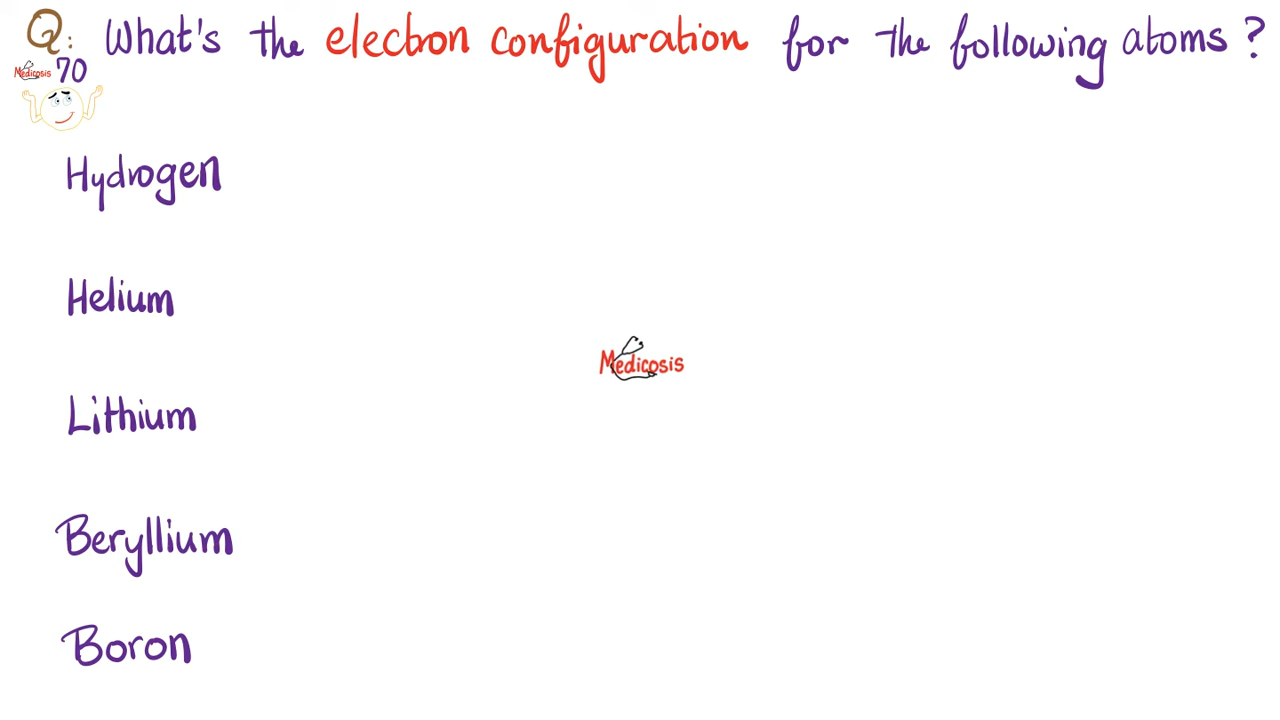 Q: What's the electron configuration for the following atoms ?
Medicosis 70
Hydrogen
Helium
Medicosis
Lithium
Beryllium
Boron